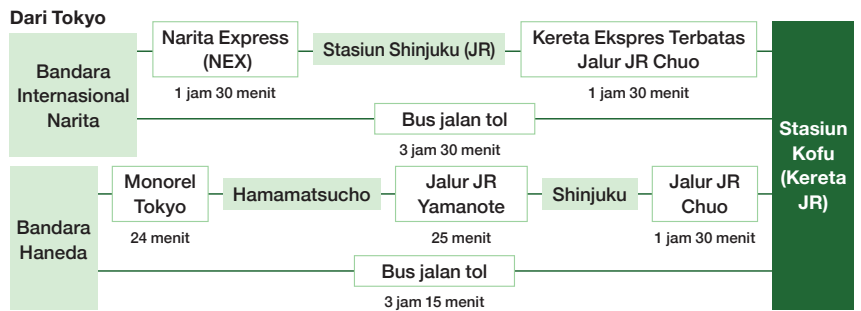 Dari Tokyo
Bandara
Internasional
Narita
Narita Express
(NEX)
1 jam 30 menit
Stasiun Shinjuku (JR)
Kereta Ekspres Terbatas
Jalur JR Chuo
1 jam 30 menit
Bus jalan tol
3 jam 30 menit
Bandara
Haneda
Monorel
Tokyo
24 menit
Hamamatsucho
Jalur JR
Yamanote
25 menit
Shinjuku
Jalur JR
Chuo
1 jam 30 menit
Bus jalan tol
3 jam 15 menit
Stasiun
Kofu
(Kereta
JR)